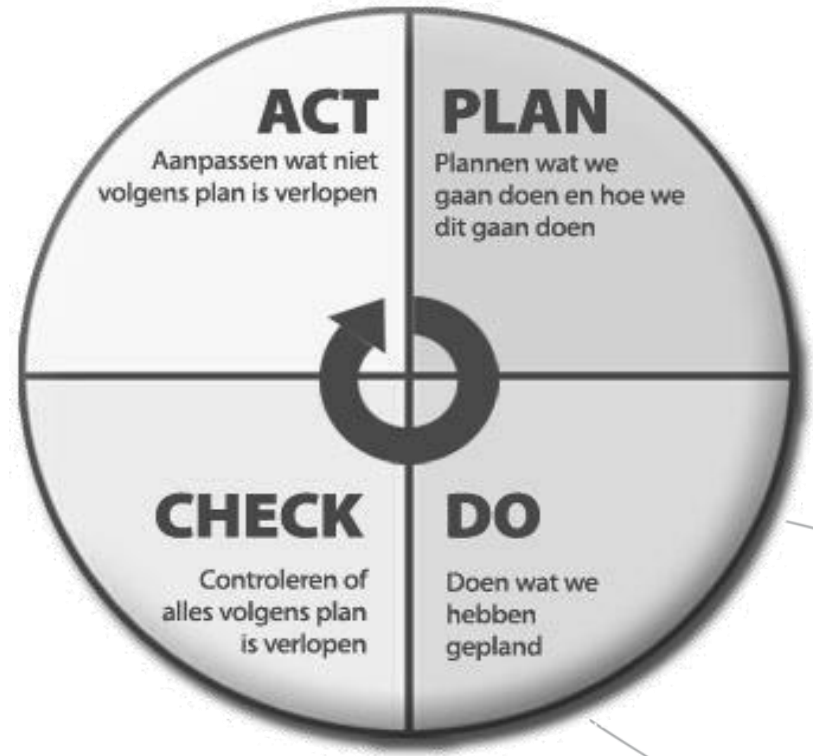 ACT
Aanpassen wat niet
volgens plan is verlopen
PLAN
Plannen wat we
gaan doen en hoe we
dit gaan doen
CHECK
Controleren of
alles volgens plan
is verlopen
DO
Doen wat we
hebben
gepland